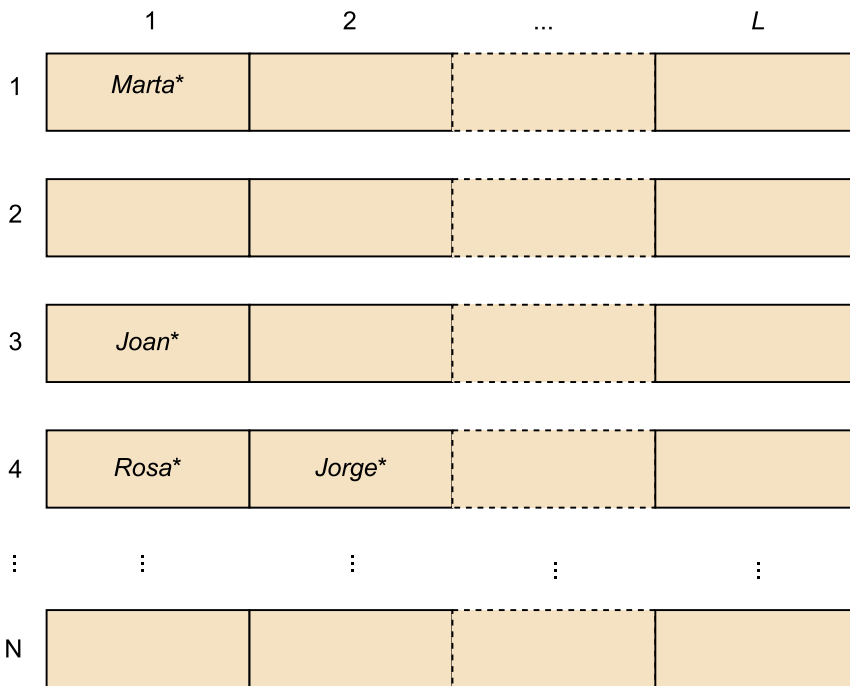 1 2 ... L
1 Marta*
2
3 Joan*
4 Rosa* Jorge*
⋮ ⋮ ⋮ ⋮ ⋮
N